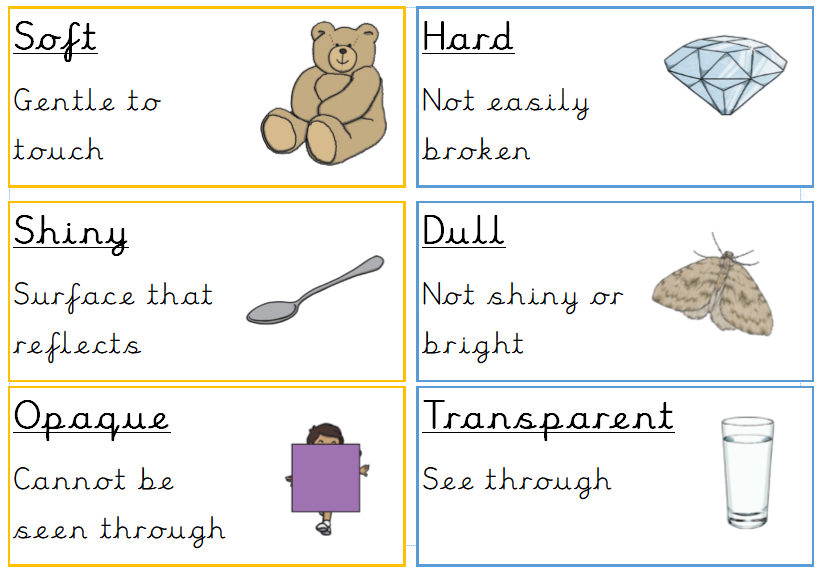 Soft
Gentle to
touch
Hard
Not easily
broken
Shiny
Surface that
reflects
Dull
Not shiny or
bright
Opaque
Cannot be
seen through
Transparent
See through